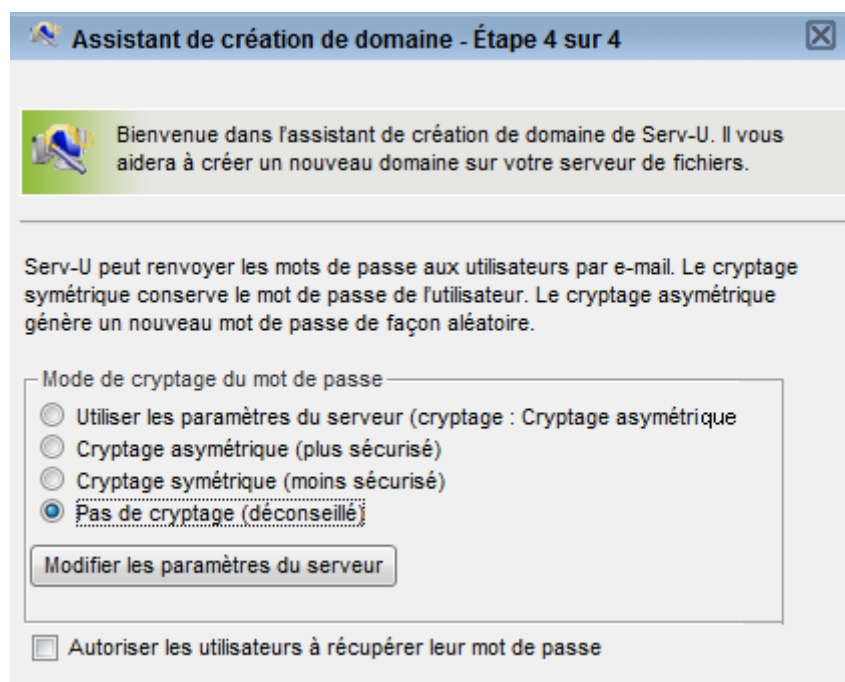 Assistant de création de domaine - Étape 4 sur 4
Bienvenue dans l'assistant de création de domaine de Serv-U. Il vous
aidera à créer un nouveau domaine sur votre serveur de fichiers.
Serv-U peut renvoyer les mots de passe aux utilisateurs par e-mail. Le cryptage
symétrique conserve le mot de passe de l'utilisateur. Le cryptage asymétrique
génère un nouveau mot de passe de façon aléatoire.
Mode de cryptage du mot de passe
Utiliser les paramètres du serveur (cryptage : Cryptage asymétrique
Cryptage asymétrique (plus sécurisé)
Cryptage symétrique (moins sécurisé)
Pas de cryptage (déconseillé)
Modifier les paramètres du serveur
Autoriser les utilisateurs à récupérer leur mot de passe